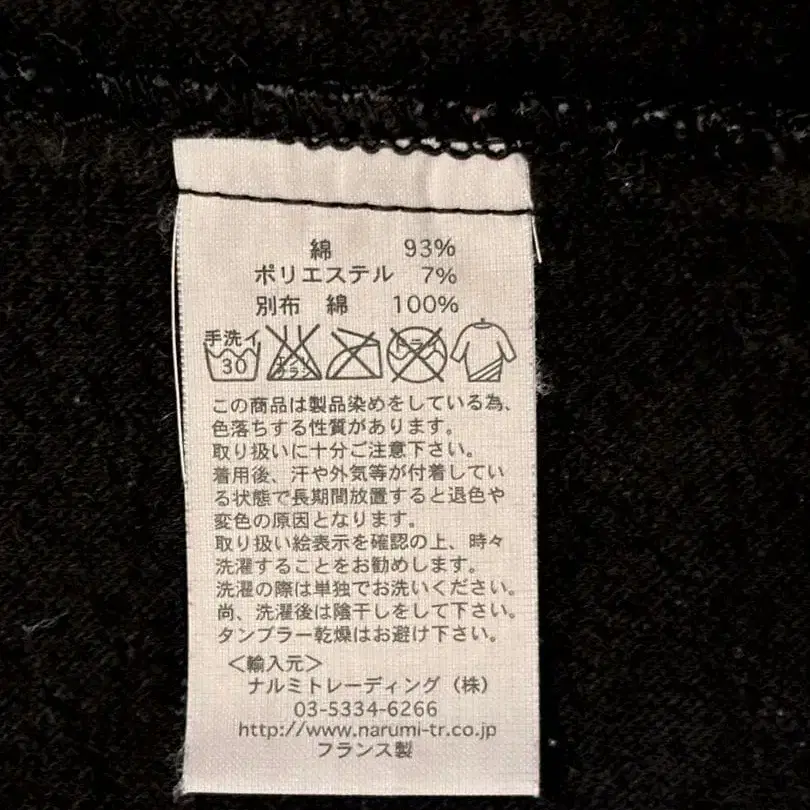 綿 93%
ポリエステル 7%
別布 綿 100%
手洗イ 30 エンソ サラシ ドライ
この商品は製品染めをしている為、
色落ちする性質があります。
取り扱いに十分ご注意下さい。
着用後、汗や外気等が付着してい
る状態で長期間放置すると退色や
変色の原因となります。
取り扱い絵表示を確認の上、時々
洗濯することをお勧めします。
洗濯の際は単独でお洗いください。
尚、洗濯後は陰干しをして下さい。
タンブラー乾燥はお避け下さい。
<輸入元>
ナルミトレーディング(株)
03-5334-6266
http://www.narumi-tr.co.jp
フランス製